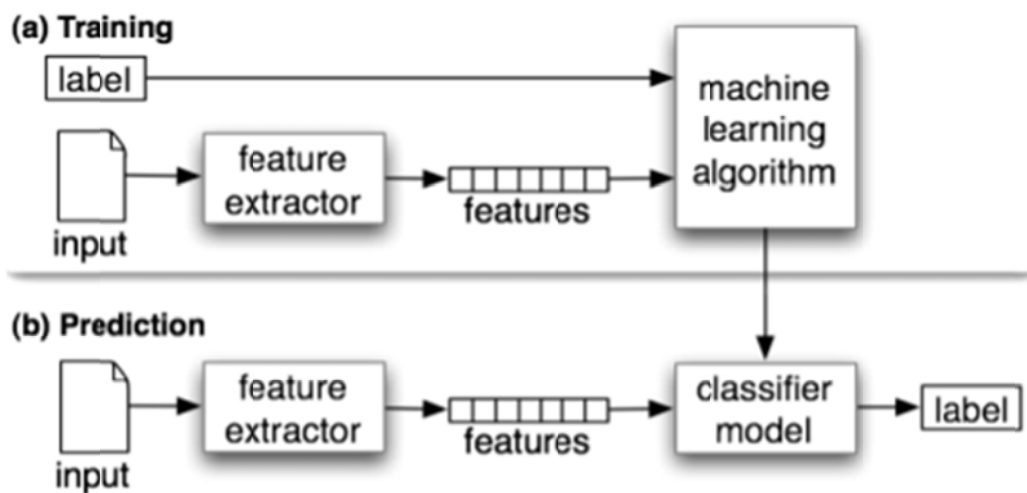 (a) Training
label
machine
learning
algorithm
feature
extractor
features
input
(b) Prediction
feature
extractor
features
classifier
model
label
input